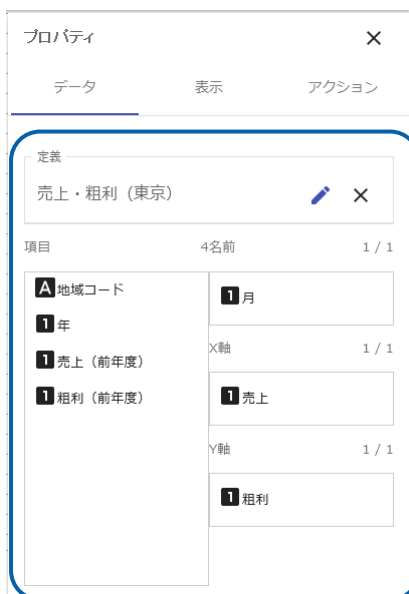 プロパティ ×
データ 表示 アクション
定義
売上・粗利（東京）
項目 4名前 1 / 1
A 地域コード
1 年
1 売上（前年度）
1 粗利（前年度）
1 月
X軸 1 / 1
1 売上
Y軸 1 / 1
1 粗利